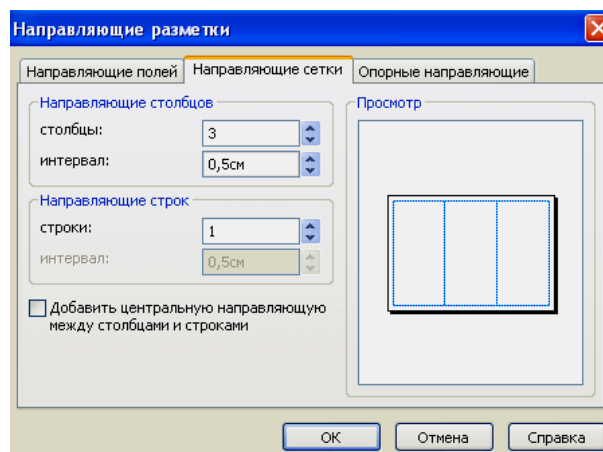 Направляющие разметки
Направляющие полей Направляющие сетки Опорные направляющие
Направляющие столбцов
столбцы: 3
интервал: 0,5см
Направляющие строк
строки: 1
интервал: 0,5см
Добавить центральную направляющую
между столбцами и строками
Просмотр
ОК Отмена Справка